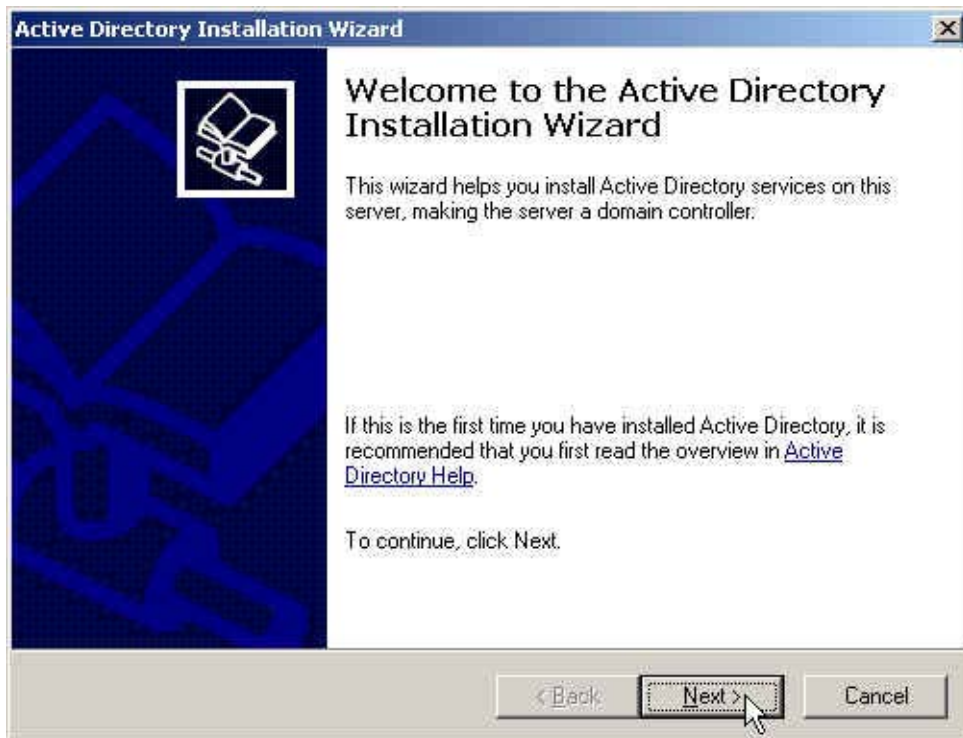 Active Directory Installation Wizard
Welcome to the Active Directory
Installation Wizard
This wizard helps you install Active Directory services on this
server, making the server a domain controller.
If this is the first time you have installed Active Directory, it is
recommended that you first read the overview in Active
Directory Help.
To continue, click Next.
< Back
Next >
Cancel